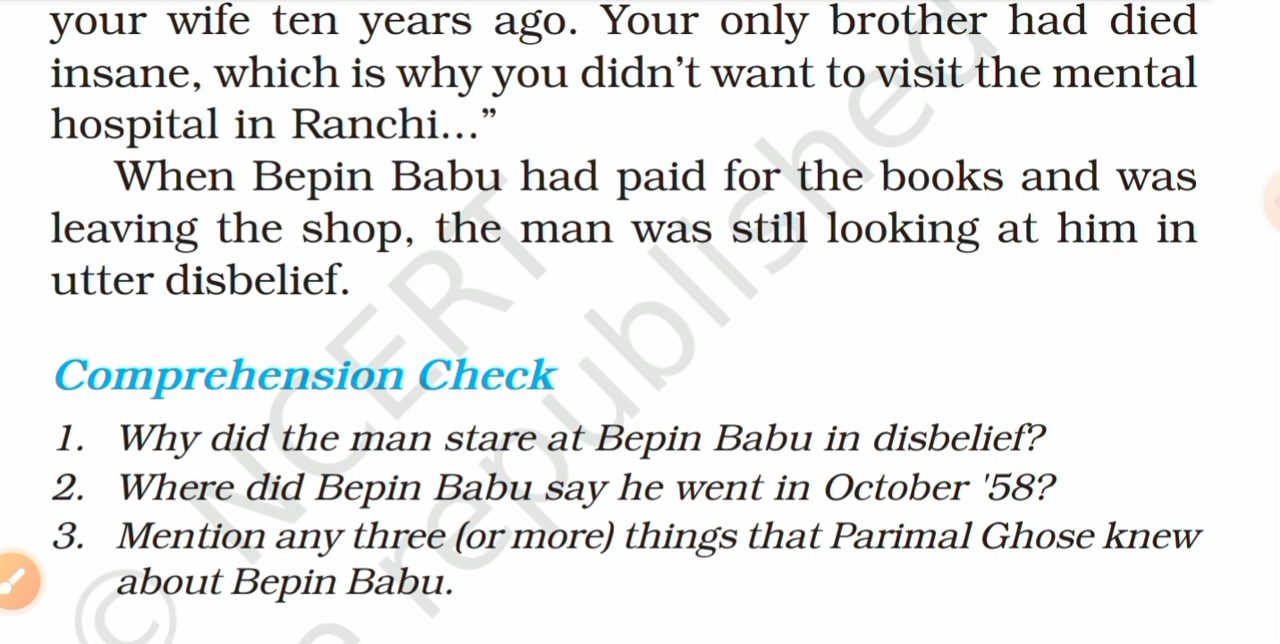 your wife ten years ago. Your only brother had died
insane, which is why you didn't want to visit the mental
hospital in Ranchi..."
When Bepin Babu had paid for the books and was
leaving the shop, the man was still looking at him in
utter disbelief.
Comprehension Check
1. Why did the man stare at Bepin Babu in disbelief?
2. Where did Bepin Babu say he went in October '58?
3. Mention any three (or more) things that Parimal Ghose knew
about Bepin Babu.
© NCERT
republished